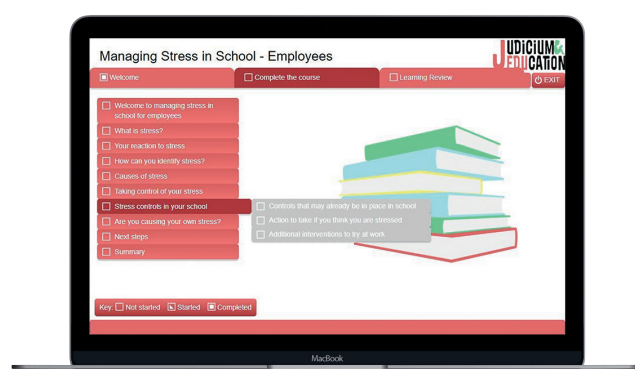 Managing Stress in School - Employees
JUDICIUM
EDUCATION
Welcome
Complete the course
Learning Review
EXIT
Welcome to managing stress in
school for employees
What is stress?
Your reaction to stress
How can you identify stress?
Causes of stress
Taking control of your stress
Stress controls in your school
Controls that may already be in place in school
Are you causing your own stress?
Action to take if you think you are stressed
Next steps
Additional interventions to try at work
Summary
Key: Not started Started Completed
MacBook